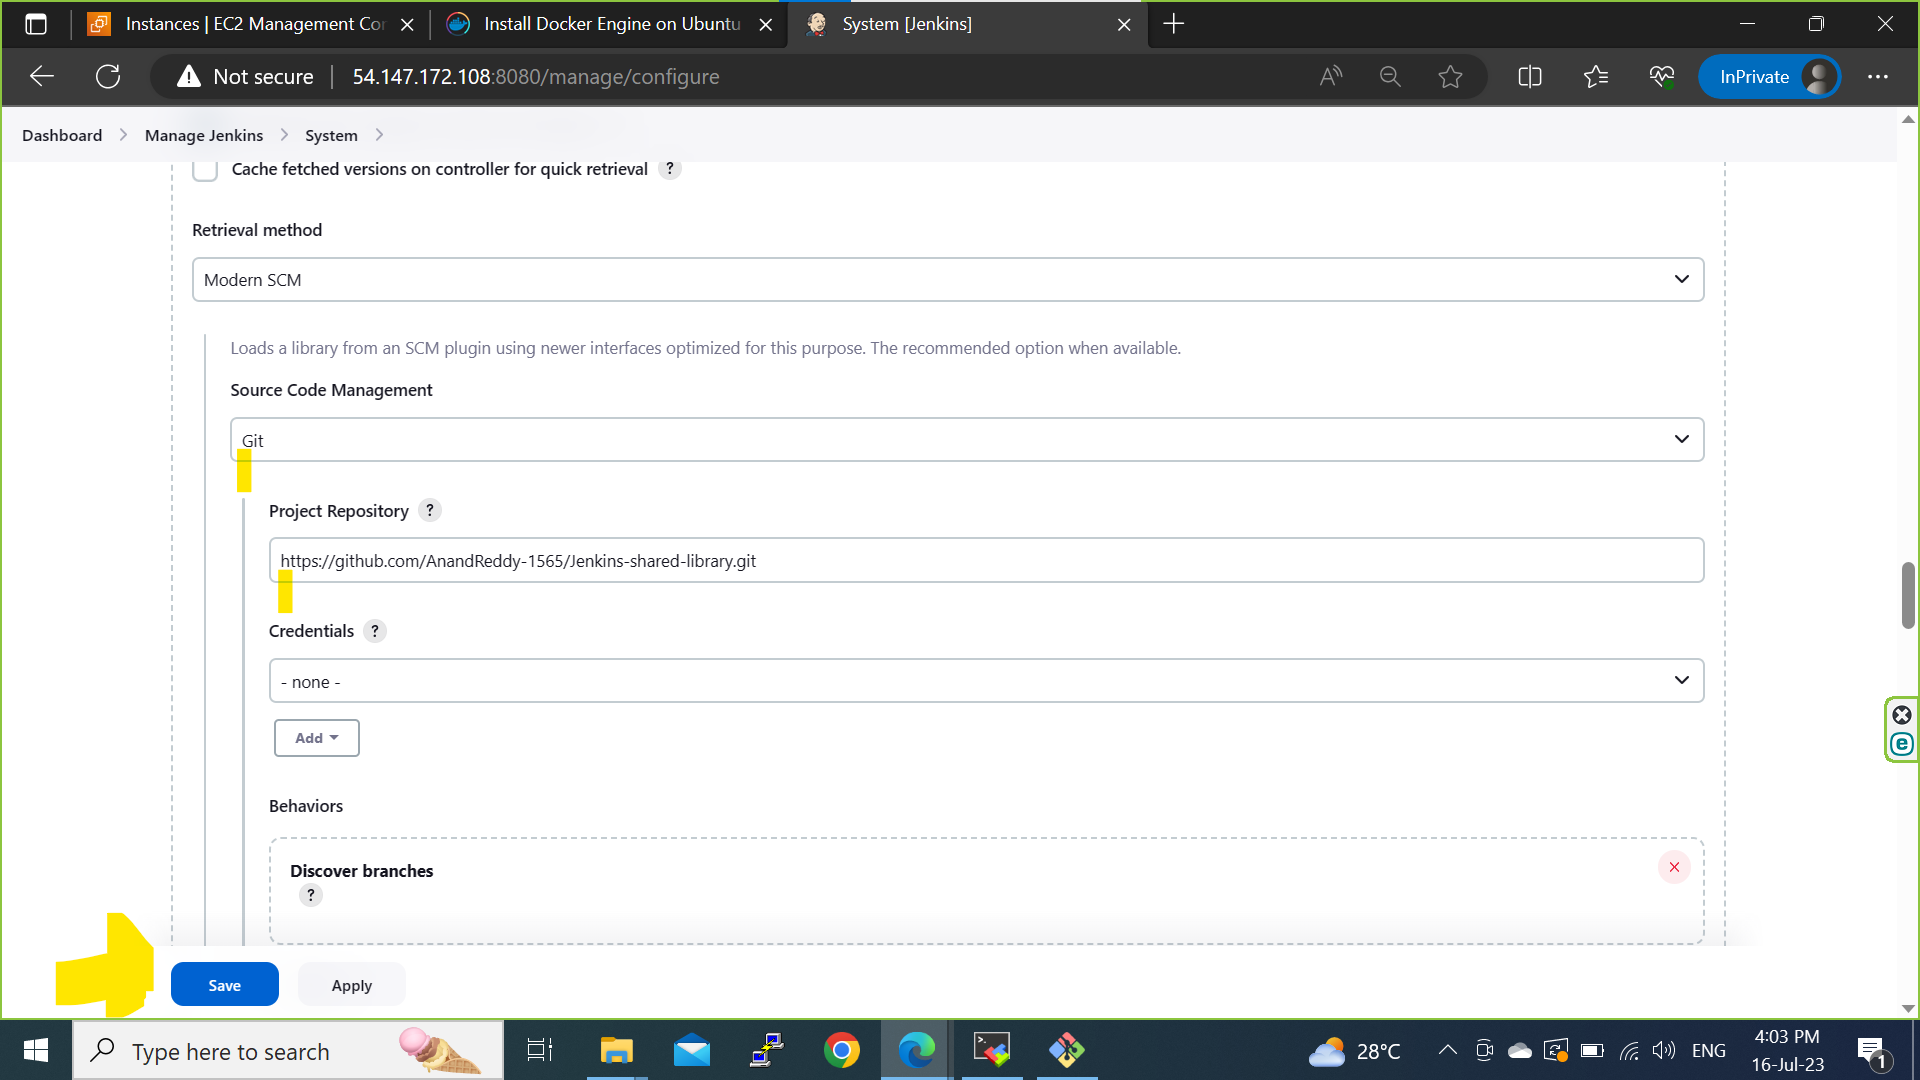 Instances | EC2 Management Cor
Install Docker Engine on Ubuntu
System [Jenkins]
Not secure
54.147.172.108:8080/manage/configure
InPrivate
Dashboard
Manage Jenkins
System
Cache fetched versions on controller for quick retrieval ?
Retrieval method
Modern SCM
Loads a library from an SCM plugin using newer interfaces optimized for this purpose. The recommended option when available.
Source Code Management
Git
Project Repository ?
https://github.com/AnandReddy-1565/Jenkins-shared-library.git
Credentials ?
- none -
Add
Behaviors
Discover branches
?
Save
Apply
Type here to search
28°C
ENG
4:03 PM
16-Jul-23
1